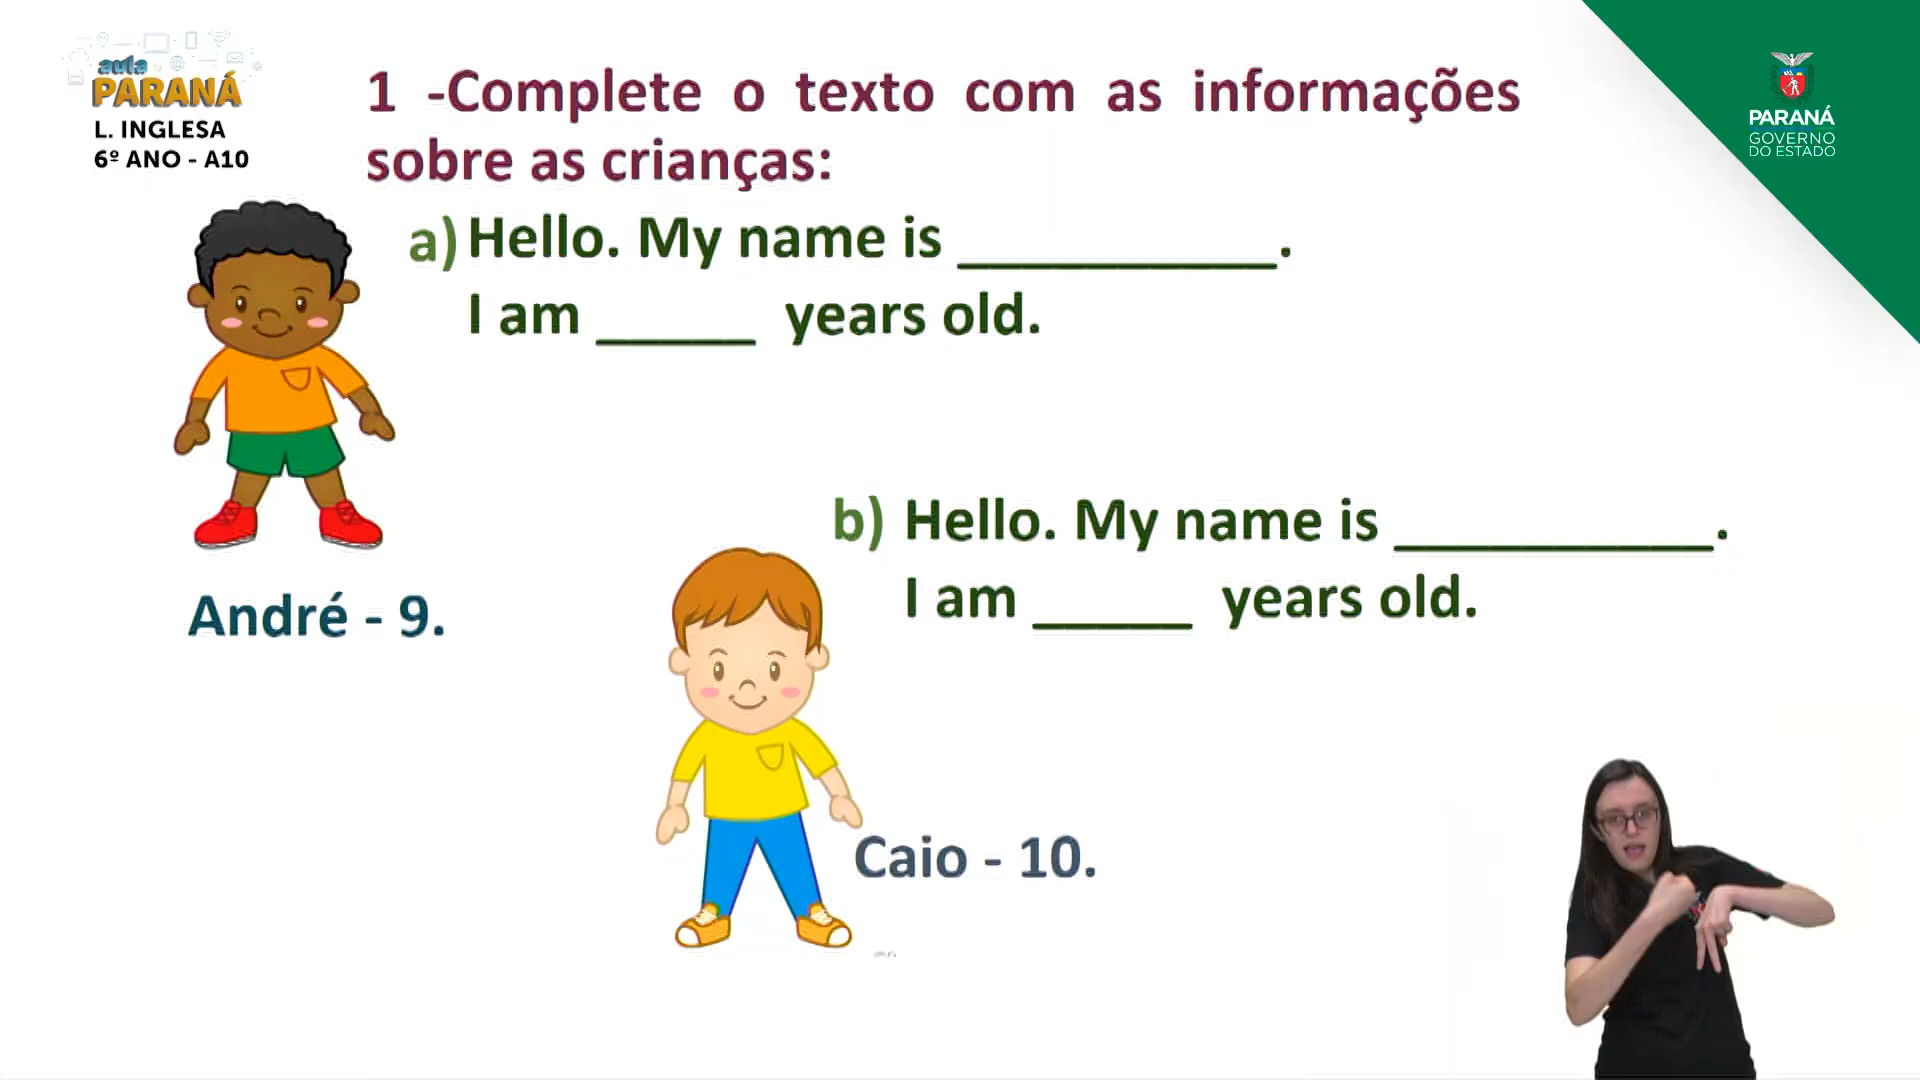 aula
PARANÁ
L. INGLESA
6º ANO - A10
1 -Complete o texto com as informações
sobre as crianças:
a) Hello. My name is __________.
I am _____ years old.
André - 9.
b) Hello. My name is __________.
I am _____ years old.
Caio - 10.
PARANÁ
GOVERNO
DO ESTADO